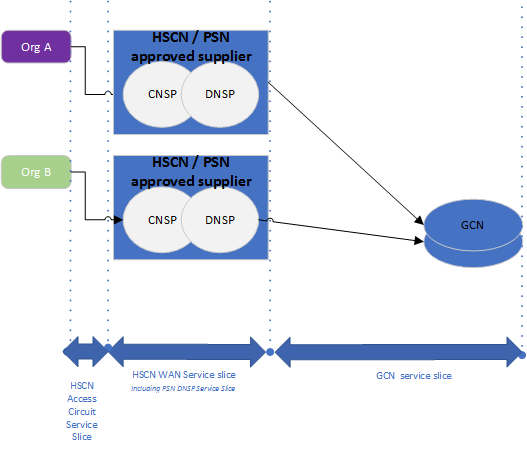 Org A
HSCN / PSN
approved supplier
CNSP
DNSP
Org B
HSCN / PSN
approved supplier
CNSP
DNSP
GCN
HSCN
Access
Circuit
Service
Slice
HSCN WAN Service slice
Including PSN DNSP Service Slice
GCN service slice